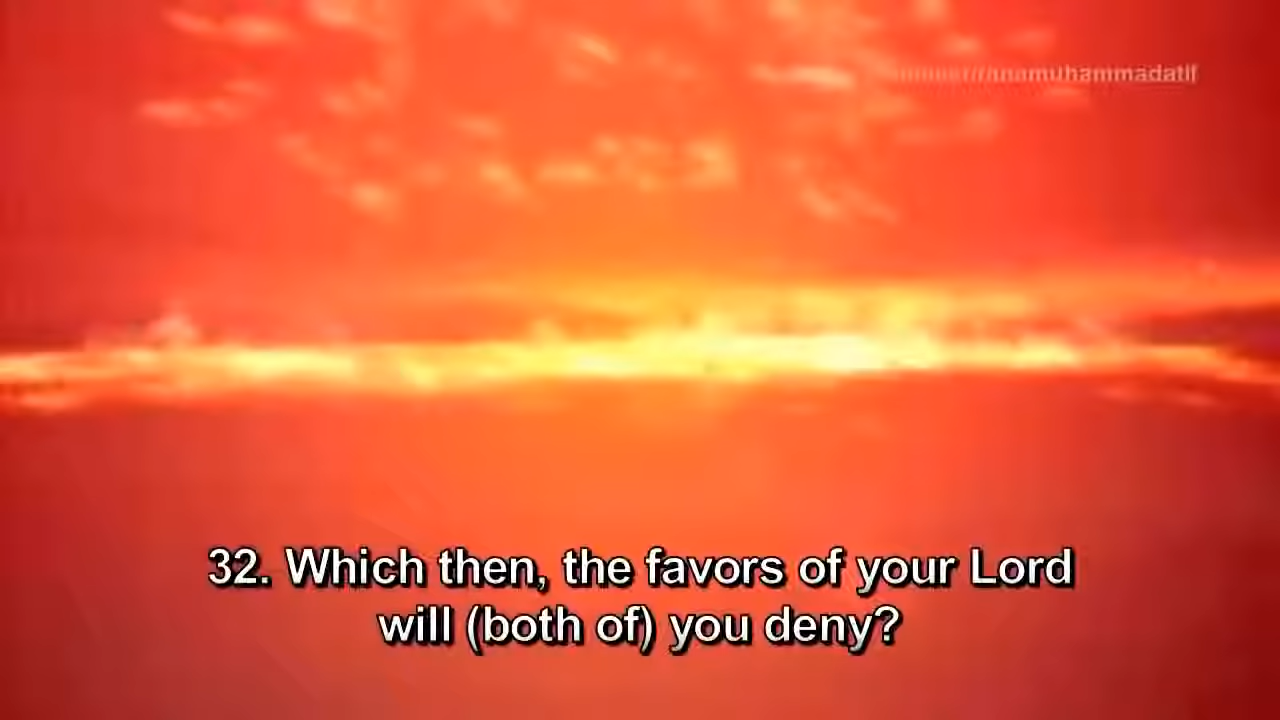 32. Which then, the favors of your Lord
will (both of) you deny?